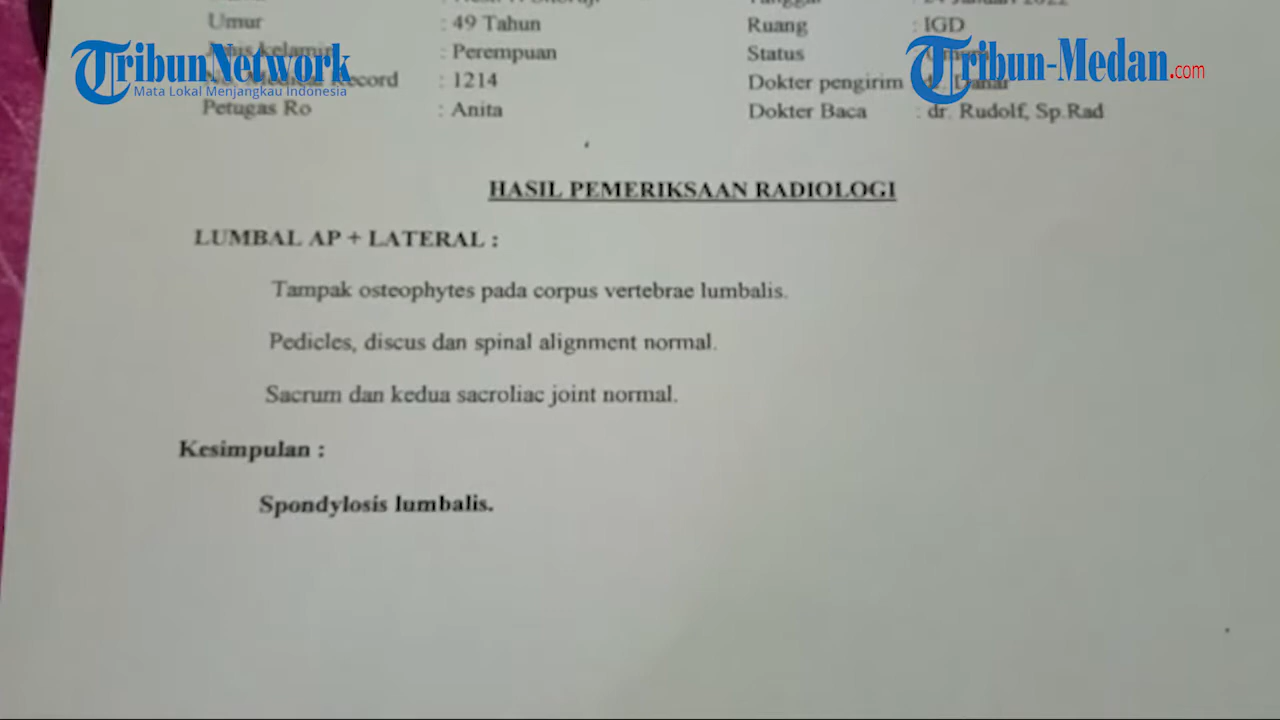 Umur : 49 Tahun Ruang : IGD
: Perempuan Status
TribunNetwork Tribun-Medan.com
Record : 1214 Dokter pengirim
Mata Lokal Menjangkau Indonesia
Petugas Ro : Anita Dokter Baca : dr. Rudolf, Sp.Rad
HASIL PEMERIKSAAN RADIOLOGI
LUMBAL AP + LATERAL :
Tampak osteophytes pada corpus vertebrae lumbalis.
Pedicles, discus dan spinal alignment normal.
Sacrum dan kedua sacroliac joint normal.
Kesimpulan :
Spondylosis lumbalis.